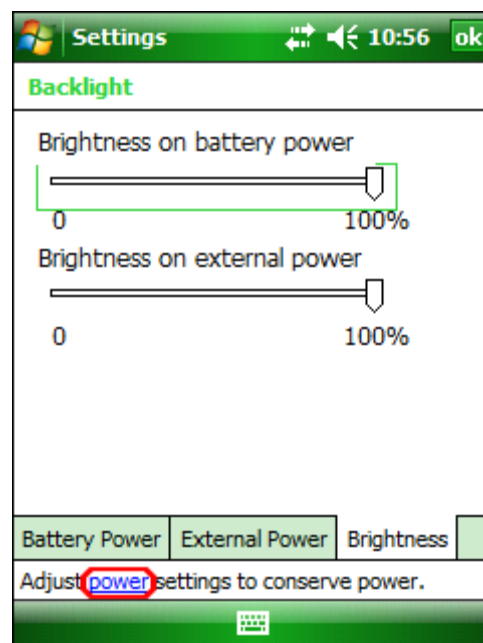 Settings 10:56 ok
Backlight
Brightness on battery power
0 100%
Brightness on external power
0 100%
Battery Power External Power Brightness
Adjust power settings to conserve power.